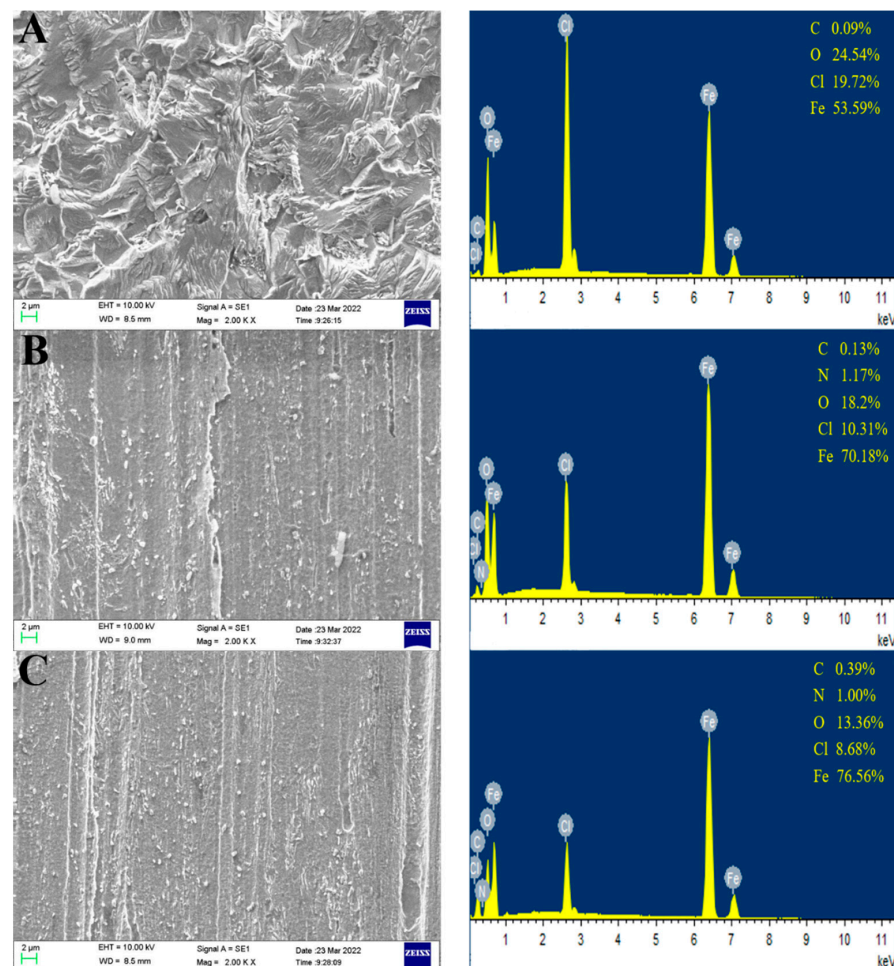 A
C 0.09%
O 24.54%
Cl 19.72%
Fe 53.59%
Cl
O
Fe
Fe
C
Cl
Fe
1 2 3 4 5 6 7 8 9 10 11
keV
2 µm
EHT = 10.00 kV Signal A = SE1 Date :23 Mar 2022
WD = 8.5 mm Mag = 2.00 K X Time :9:26:15
ZEISS
B
C 0.13%
N 1.17%
O 18.2%
Cl 10.31%
Fe 70.18%
Fe
O
Cl
Fe
C
Cl
N
Fe
1 2 3 4 5 6 7 8 9 10 11
keV
2 µm
EHT = 10.00 kV Signal A = SE1 Date :23 Mar 2022
WD = 9.0 mm Mag = 2.00 K X Time :9:32:37
ZEISS
C
C 0.39%
N 1.00%
O 13.36%
Cl 8.68%
Fe 76.56%
Fe
Fe
O
Cl
C
Cl
N
Fe
1 2 3 4 5 6 7 8 9 10 11
keV
2 µm
EHT = 10.00 kV Signal A = SE1 Date :23 Mar 2022
WD = 8.5 mm Mag = 2.00 K X Time :9:28:09
ZEISS